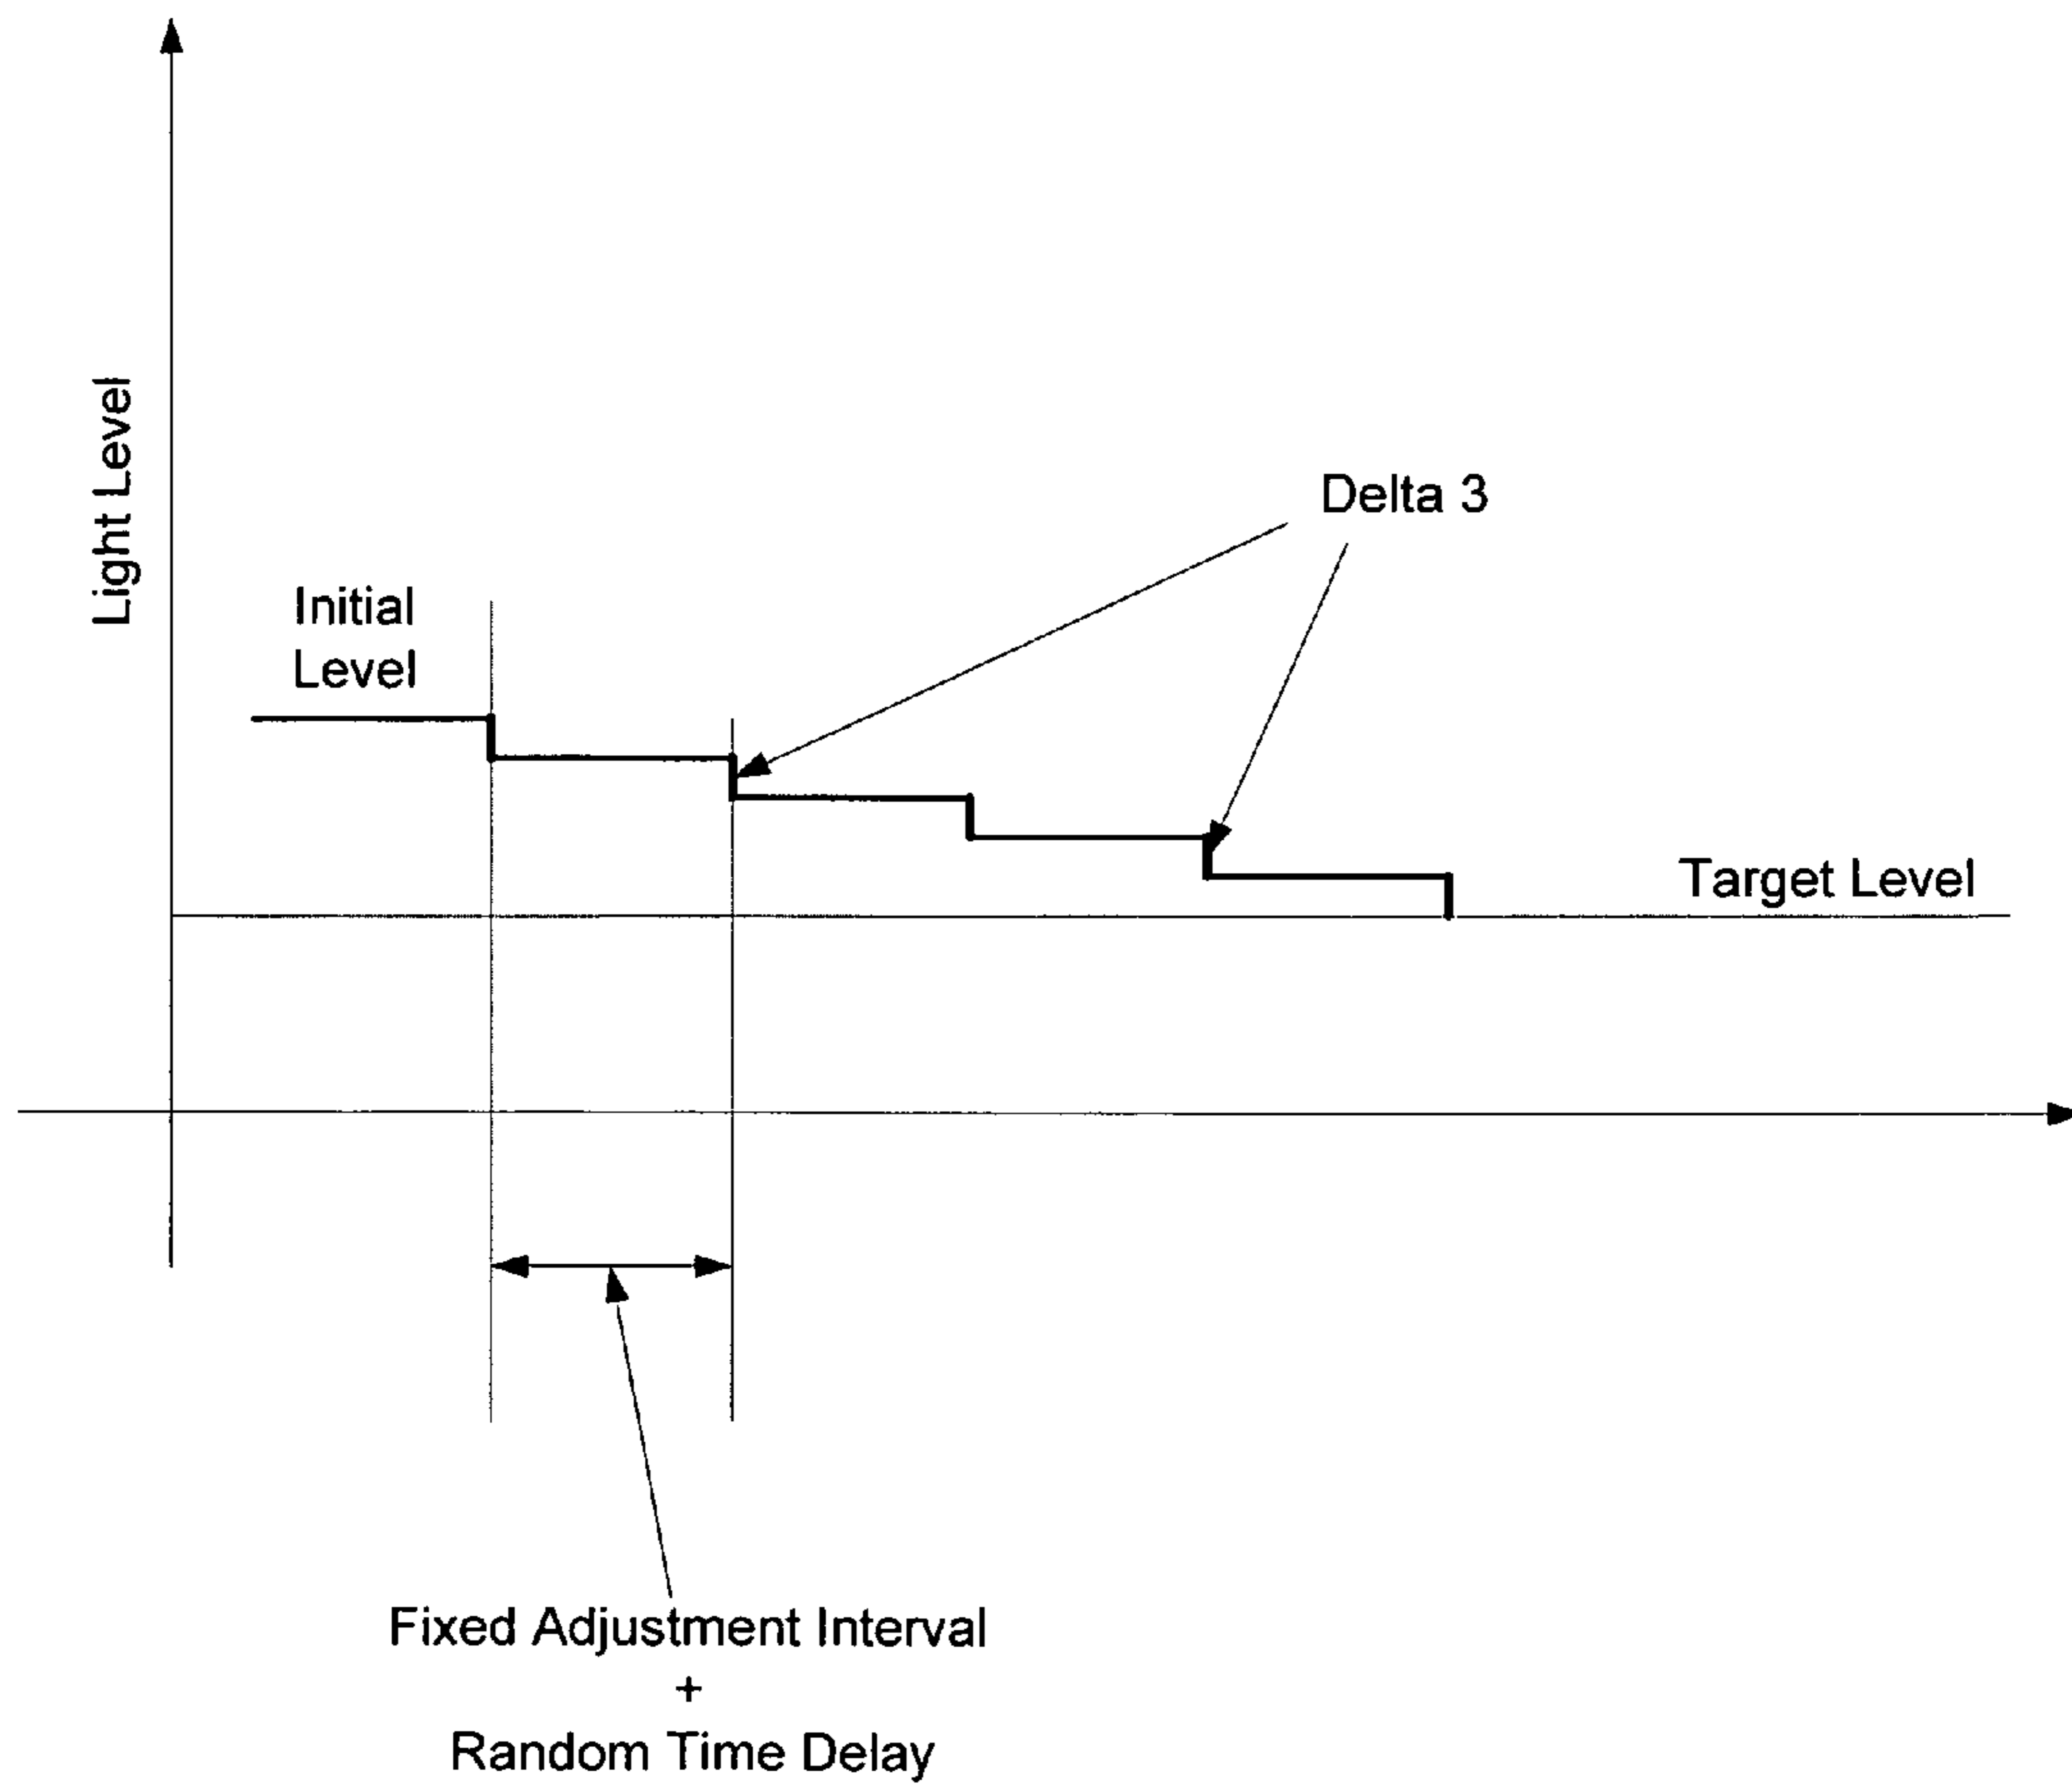 Light Level
Delta 3
Initial
Level
Target Level
Fixed Adjustment Interval
+
Random Time Delay